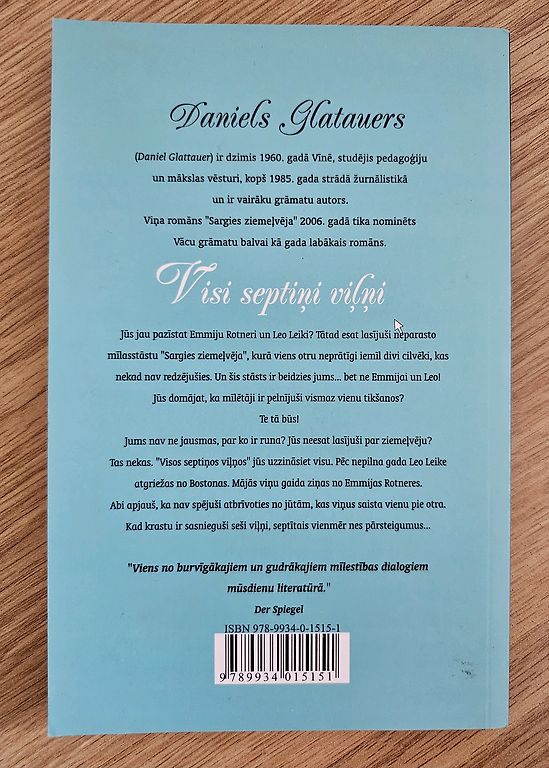 Daniels Glatauers
(Daniel Glattauer) ir dzimis 1960. gadā Vīnē, studējis pedagoģiju
un mākslas vēsturi, kopš 1985. gada strādā žurnālistikā
un ir vairāku grāmatu autors.
Viņa romāns "Sargies ziemeļvēja" 2006. gadā tika nominēts
Vācu grāmatu balvai kā gada labākais romāns.
Visi septiņi viļņi
Jūs jau pazīstat Emmiju Rotneri un Leo Leiki? Tātad esat lasījuši neparasto
mīlasstāstu "Sargies ziemeļvēja", kurā viens otru neprātīgi iemīl divi cilvēki, kas
nekad nav redzējušies. Un šis stāsts ir beidzies jums... bet ne Emmijai un Leo!
Jūs domājat, ka mīlētāji ir pelnījuši vismaz vienu tikšanos?
Te tā būs!
Jums nav ne jausmas, par ko ir runa? Jūs neesat lasījuši par ziemeļvēju?
Tas nekas. "Visos septiņos viļņos" jūs uzzināsiet visu. Pēc nepilna gada Leo Leike
atgriežas no Bostonas. Mājās viņu gaida ziņas no Emmijas Rotneres.
Abi apjauš, ka nav spējuši atbrīvoties no jūtām, kas viņus saista vienu pie otra.
Kad krastu ir sasnieguši seši viļņi, septītais vienmēr nes pārsteigumus...
"Viens no burvīgākajiem un gudrākajiem mīlestības dialogiem
mūsdienu literatūrā."
Der Spiegel
ISBN 978-9934-0-1515-1
9 789934 015151